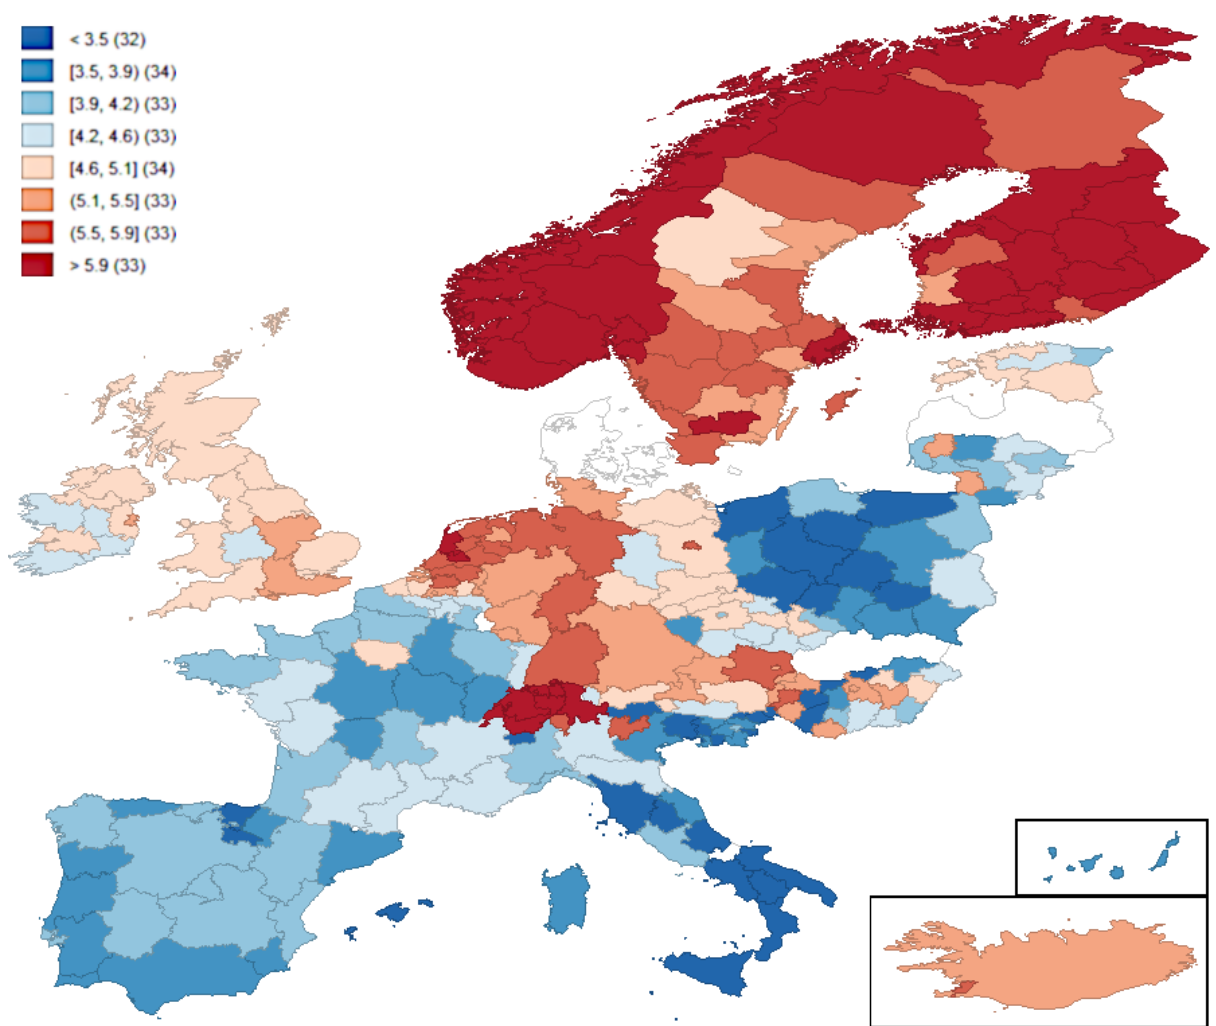 < 3.5 (32)
[3.5, 3.9) (34)
[3.9, 4.2) (33)
[4.2, 4.6) (33)
[4.6, 5.1] (34)
(5.1, 5.5] (33)
(5.5, 5.9] (33)
> 5.9 (33)